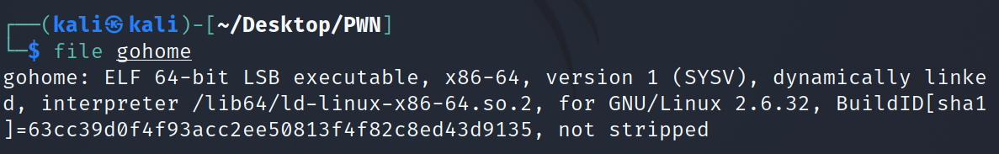 ┌──(kali㉿kali)-[~/Desktop/PWN]
└─$ file gohome
gohome: ELF 64-bit LSB executable, x86-64, version 1 (SYSV), dynamically linke
d, interpreter /lib64/ld-linux-x86-64.so.2, for GNU/Linux 2.6.32, BuildID[sha1
]=63cc39d0f4f93acc2ee50813f4f82c8ed43d9135, not stripped